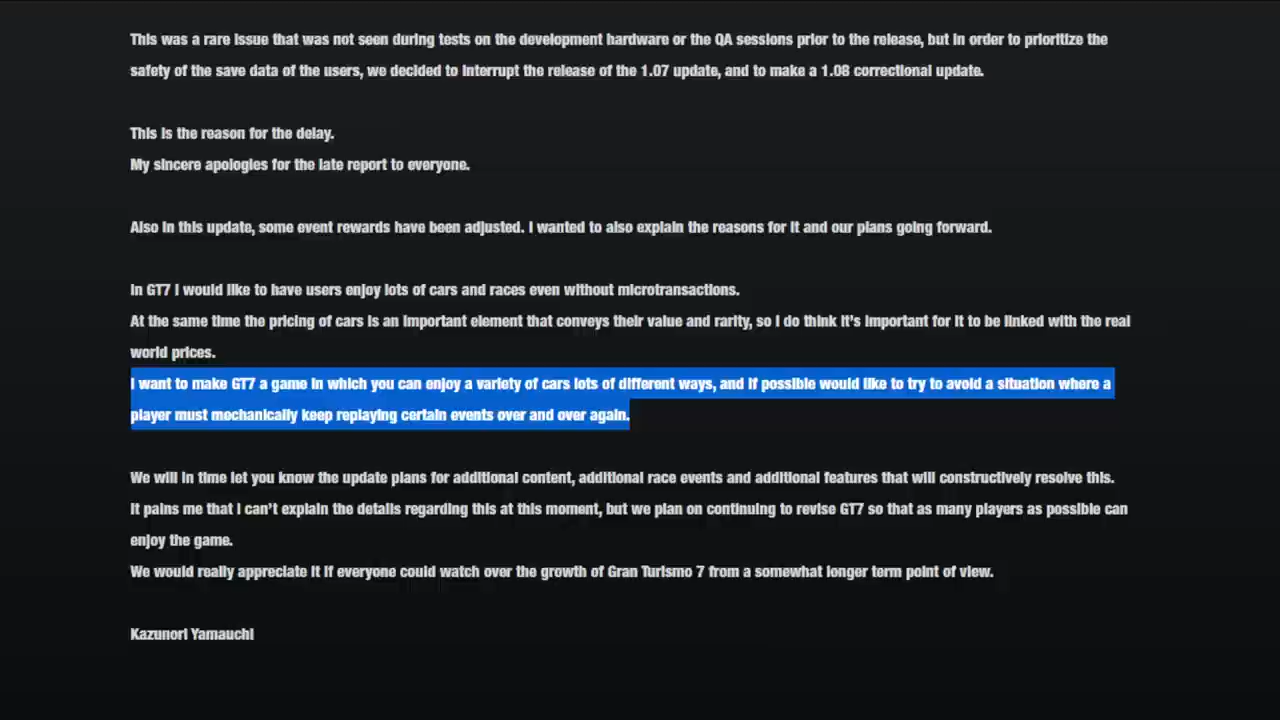 This was a rare issue that was not seen during tests on the development hardware or the QA sessions prior to the release, but in order to prioritize the
safety of the save data of the users, we decided to interrupt the release of the 1.07 update, and to make a 1.08 correctional update.
This is the reason for the delay.
My sincere apologies for the late report to everyone.
Also in this update, some event rewards have been adjusted. I wanted to also explain the reasons for it and our plans going forward.
In GT7 I would like to have users enjoy lots of cars and races even without microtransactions.
At the same time the pricing of cars is an important element that conveys their value and rarity, so I do think it's important for it to be linked with the real
world prices.
I want to make GT7 a game in which you can enjoy a variety of cars lots of different ways, and if possible would like to try to avoid a situation where a
player must mechanically keep replaying certain events over and over again.
We will in time let you know the update plans for additional content, additional race events and additional features that will constructively resolve this.
It pains me that I can't explain the details regarding this at this moment, but we plan on continuing to revise GT7 so that as many players as possible can
enjoy the game.
We would really appreciate it if everyone could watch over the growth of Gran Turismo 7 from a somewhat longer term point of view.
Kazunori Yamauchi